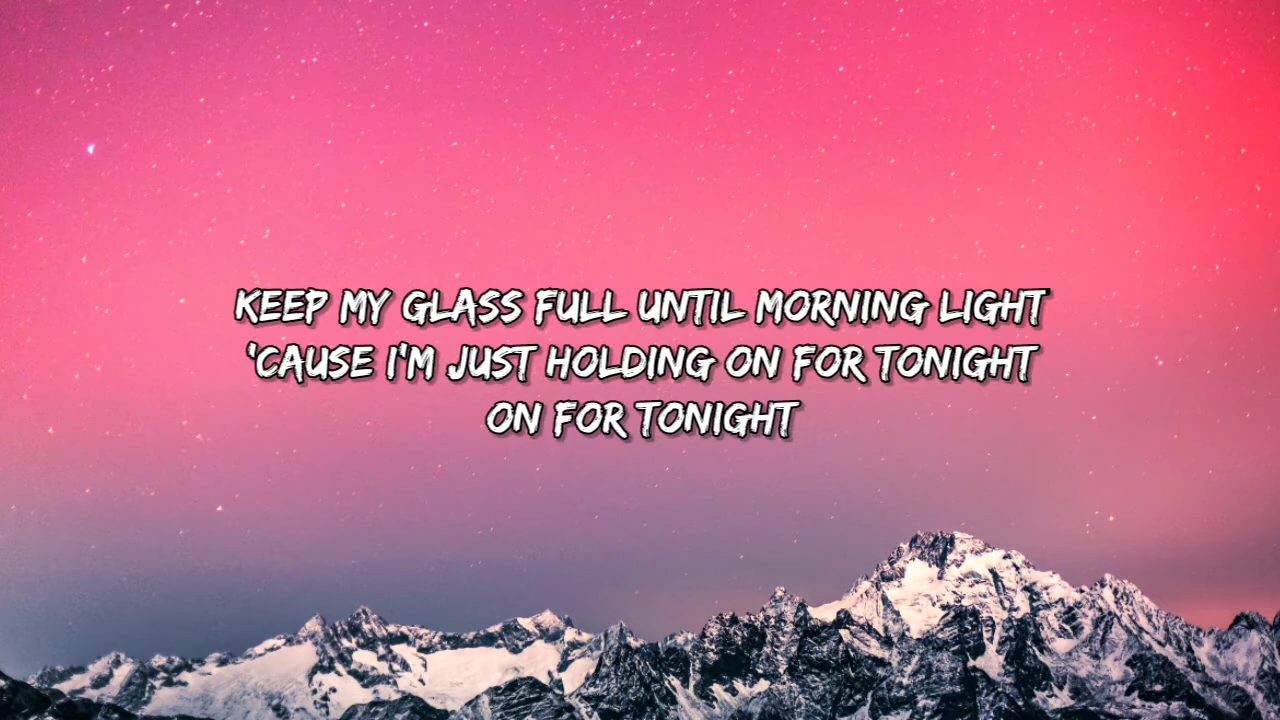 KEEP MY GLASS FULL UNTIL MORNING LIGHT
'CAUSE I'M JUST HOLDING ON FOR TONIGHT
ON FOR TONIGHT